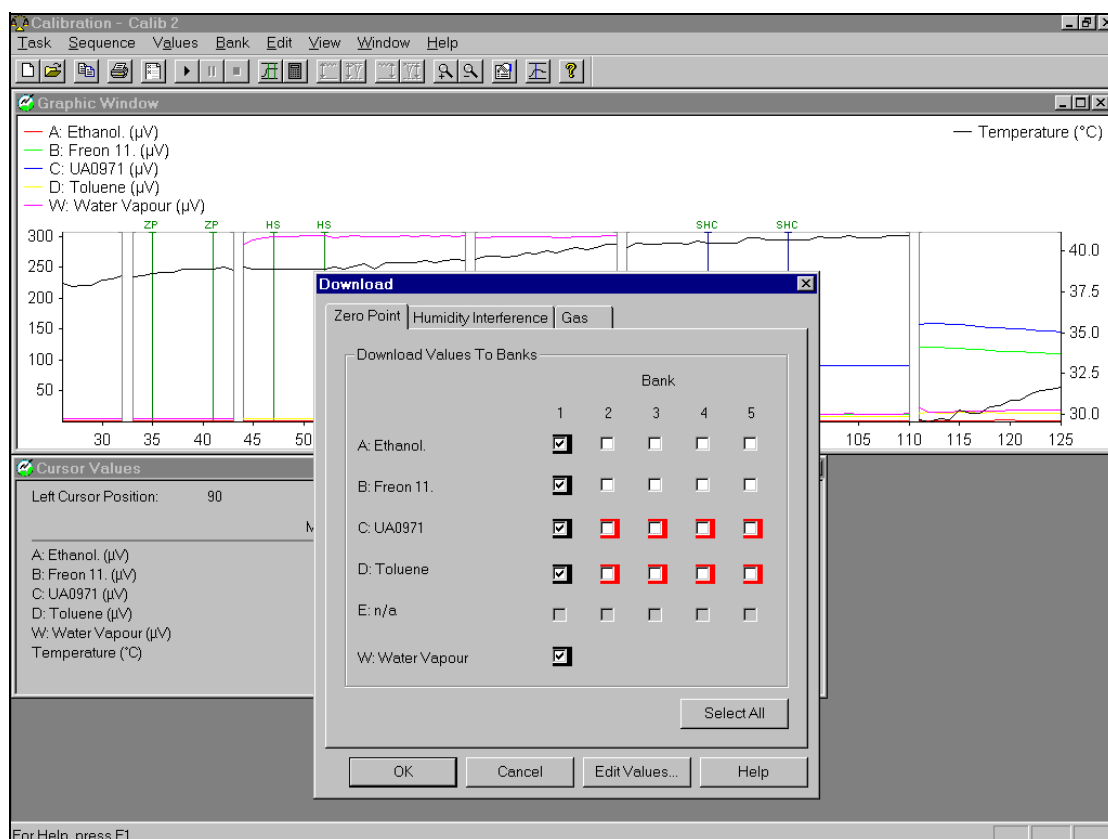 Calibration - Calib 2
Task Sequence Values Bank Edit View Window Help
Graphic Window
A: Ethanol. (µV)
B: Freon 11. (µV)
C: UA0971 (µV)
D: Toluene (µV)
W: Water Vapour (µV)
Temperature (°C)
ZP ZP HS HS SHC SHC
300
250
200
150
100
50
40.0
37.5
35.0
32.5
30.0
30 35 40 45 50 105 110 115 120 125
Cursor Values
Left Cursor Position: 90
M
A: Ethanol. (µV)
B: Freon 11. (µV)
C: UA0971 (µV)
D: Toluene (µV)
W: Water Vapour (µV)
Temperature (°C)
Download
Zero Point Humidity Interference Gas
Download Values To Banks
Bank
1 2 3 4 5
A: Ethanol.
B: Freon 11.
C: UA0971
D: Toluene
E: n/a
W: Water Vapour
Select All
OK Cancel Edit Values... Help
For Help, press F1